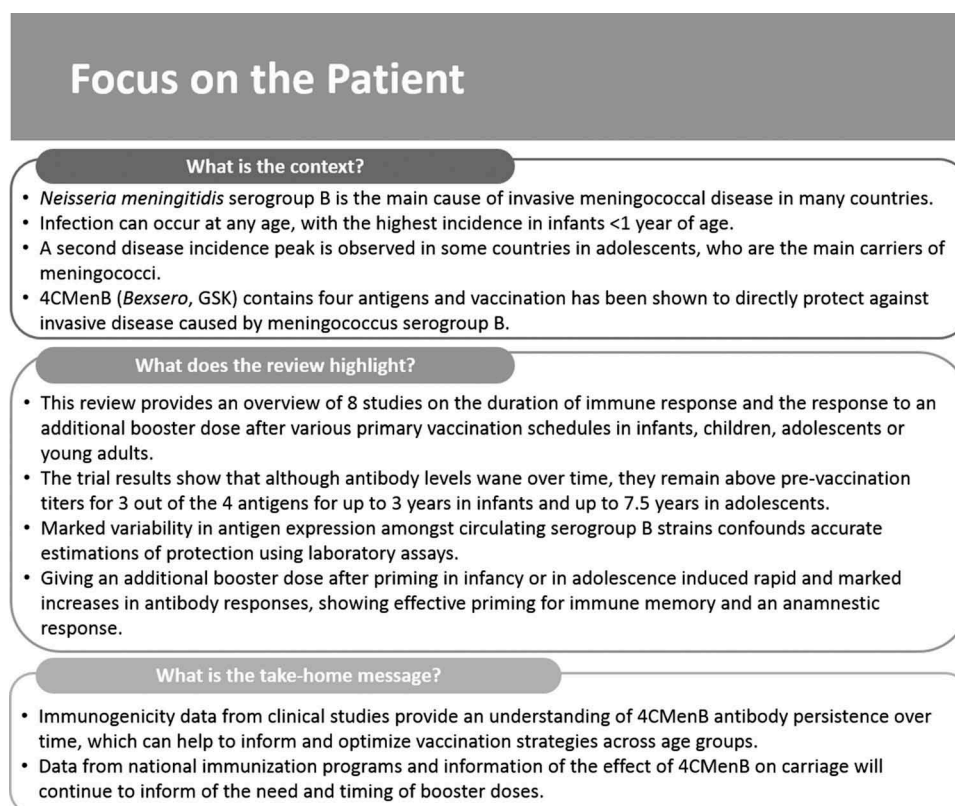 Focus on the Patient
What is the context?
• Neisseria meningitidis serogroup B is the main cause of invasive meningococcal disease in many countries.
• Infection can occur at any age, with the highest incidence in infants <1 year of age.
• A second disease incidence peak is observed in some countries in adolescents, who are the main carriers of
meningococci.
• 4CMenB (Bexsero, GSK) contains four antigens and vaccination has been shown to directly protect against
invasive disease caused by meningococcus serogroup B.
What does the review highlight?
• This review provides an overview of 8 studies on the duration of immune response and the response to an
additional booster dose after various primary vaccination schedules in infants, children, adolescents or
young adults.
• The trial results show that although antibody levels wane over time, they remain above pre-vaccination
titers for 3 out of the 4 antigens for up to 3 years in infants and up to 7.5 years in adolescents.
• Marked variability in antigen expression amongst circulating serogroup B strains confounds accurate
estimations of protection using laboratory assays.
• Giving an additional booster dose after priming in infancy or in adolescence induced rapid and marked
increases in antibody responses, showing effective priming for immune memory and an anamnestic
response.
What is the take-home message?
• Immunogenicity data from clinical studies provide an understanding of 4CMenB antibody persistence over
time, which can help to inform and optimize vaccination strategies across age groups.
• Data from national immunization programs and information of the effect of 4CMenB on carriage will
continue to inform of the need and timing of booster doses.